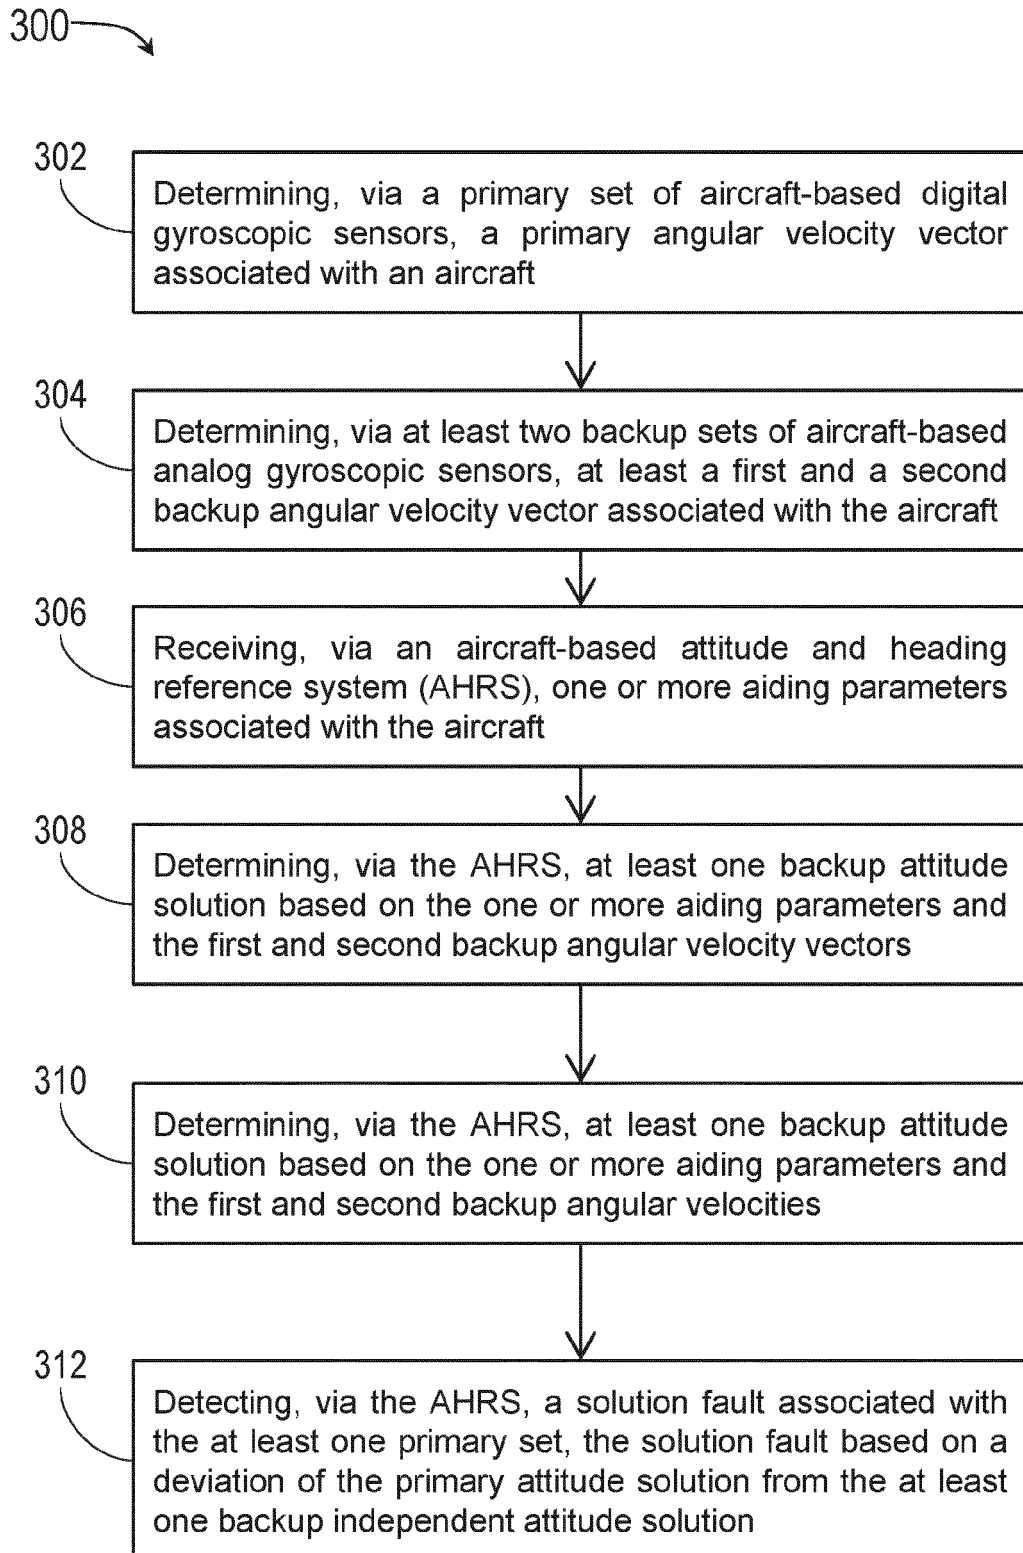 300
302
Determining, via a primary set of aircraft-based digital
gyroscopic sensors, a primary angular velocity vector
associated with an aircraft
304
Determining, via at least two backup sets of aircraft-based
analog gyroscopic sensors, at least a first and a second
backup angular velocity vector associated with the aircraft
306
Receiving, via an aircraft-based attitude and heading
reference system (AHRS), one or more aiding parameters
associated with the aircraft
308
Determining, via the AHRS, at least one backup attitude
solution based on the one or more aiding parameters and
the first and second backup angular velocity vectors
310
Determining, via the AHRS, at least one backup attitude
solution based on the one or more aiding parameters and
the first and second backup angular velocities
312
Detecting, via the AHRS, a solution fault associated with
the at least one primary set, the solution fault based on a
deviation of the primary attitude solution from the at least
one backup independent attitude solution